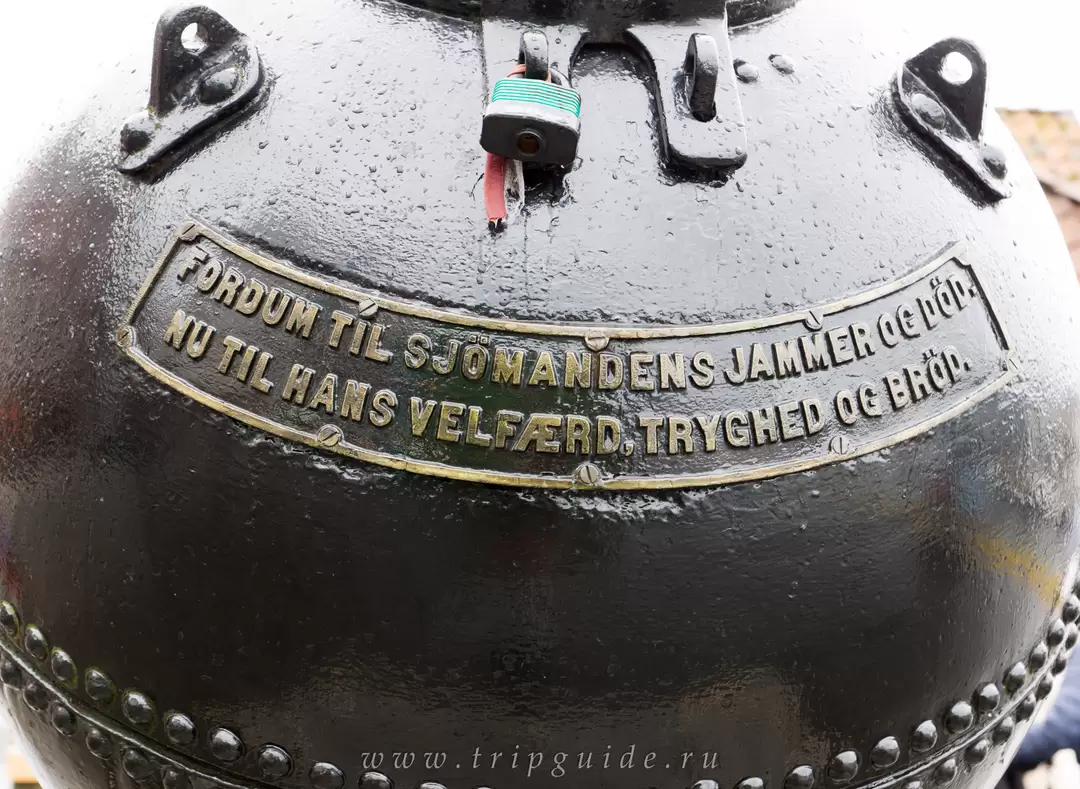 FORDUM TIL SJÖMANDENS JAMMER OG DÖD.
NU TIL HANS VELFÆRD, TRYGHED OG BRÖD.
www.tripguide.ru